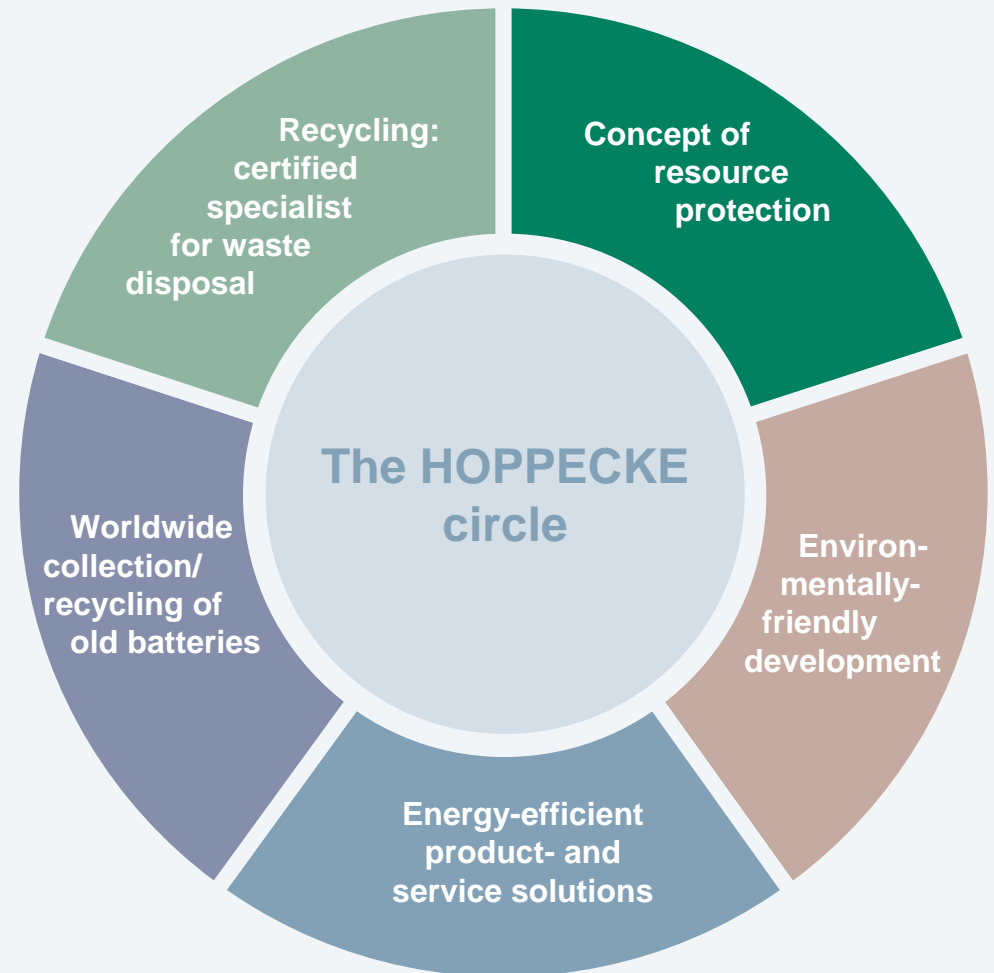 Recycling:
certified
specialist
for waste
disposal
Concept of
resource
protection
The HOPPECKE
circle
Worldwide
collection/
recycling of
old batteries
Environ-
mentally-
friendly
development
Energy-efficient
product- and
service solutions